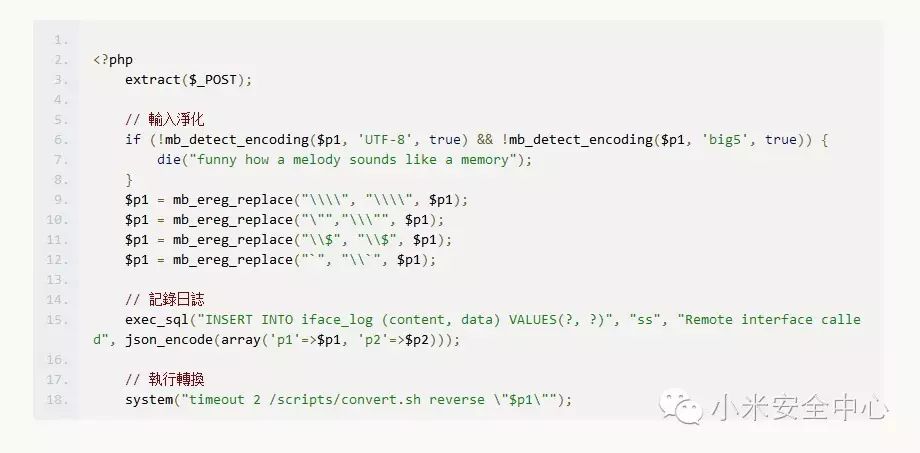 1.
2. <?php
3. extract($_POST);
4.
5. // 輸入淨化
6. if (!mb_detect_encoding($p1, 'UTF-8', true) && !mb_detect_encoding($p1, 'big5', true)) {
7. die("funny how a melody sounds like a memory");
8. }
9. $p1 = mb_ereg_replace("\\\\", "\\\\", $p1);
10. $p1 = mb_ereg_replace("\"","\\\"", $p1);
11. $p1 = mb_ereg_replace("\\$", "\\$", $p1);
12. $p1 = mb_ereg_replace("`", "\\`", $p1);
13.
14. // 記錄日誌
15. exec_sql("INSERT INTO iface_log (content, data) VALUES(?, ?)", "ss", "Remote interface calle
d", json_encode(array('p1'=>$p1, 'p2'=>$p2)));
16.
17. // 執行轉換
18. system("timeout 2 /scripts/convert.sh reverse \"$p1\"");
小米安全中心